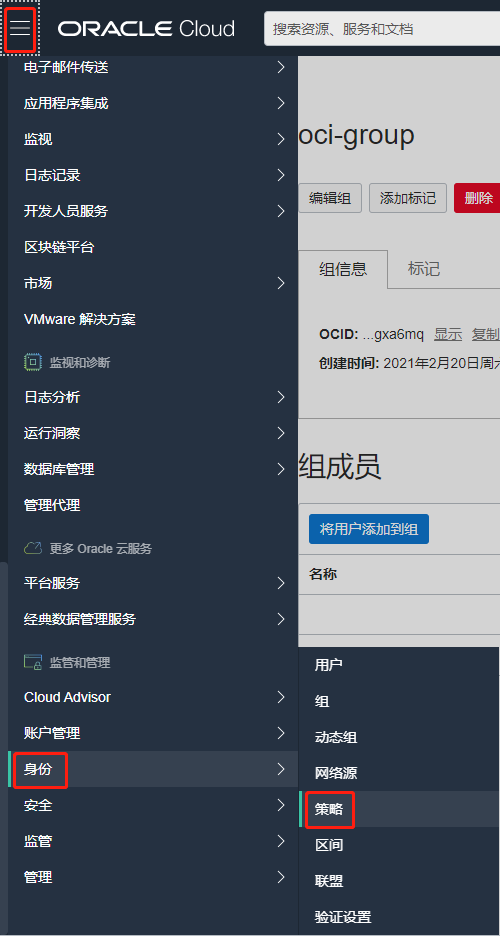 ORACLE Cloud
搜索资源、服务和文档
电子邮件传送
应用程序集成
监视
日志记录
开发人员服务
区块链平台
市场
VMware 解决方案
监视和诊断
日志分析
运行洞察
数据库管理
管理代理
更多 Oracle 云服务
平台服务
经典数据管理服务
监管和管理
Cloud Advisor
账户管理
身份
安全
监管
管理
oci-group
编辑组
添加标记
删除
组信息
标记
OCID: ...gxa6mq 显示 复制
创建时间: 2021年2月20日周
组成员
将用户添加到组
名称
用户
组
动态组
网络源
策略
区间
联盟
验证设置